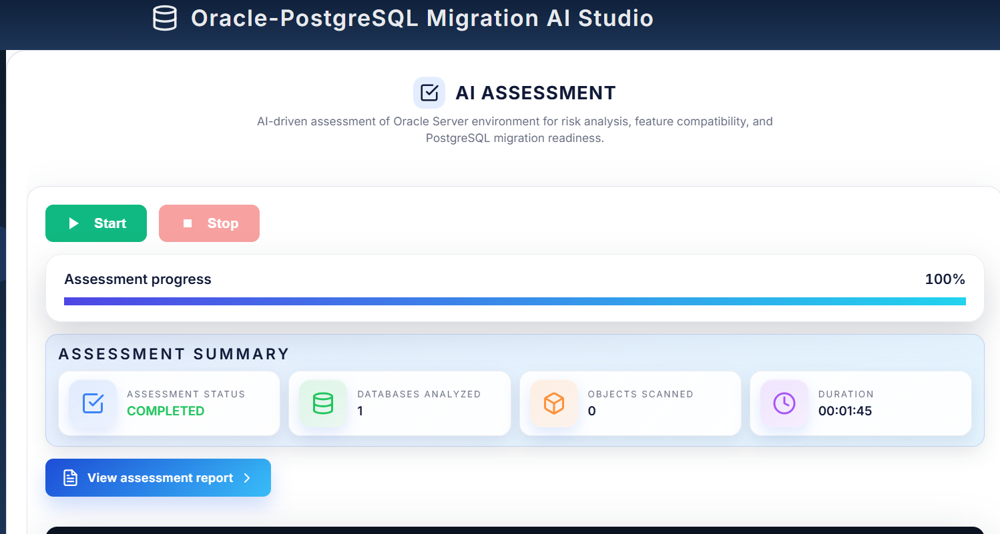 Oracle-PostgreSQL Migration AI Studio
AI ASSESSMENT
AI-driven assessment of Oracle Server environment for risk analysis, feature compatibility, and
PostgreSQL migration readiness.
Start
Stop
Assessment progress
100%
ASSESSMENT SUMMARY
ASSESSMENT STATUS
COMPLETED
DATABASES ANALYZED
1
OBJECTS SCANNED
0
DURATION
00:01:45
View assessment report